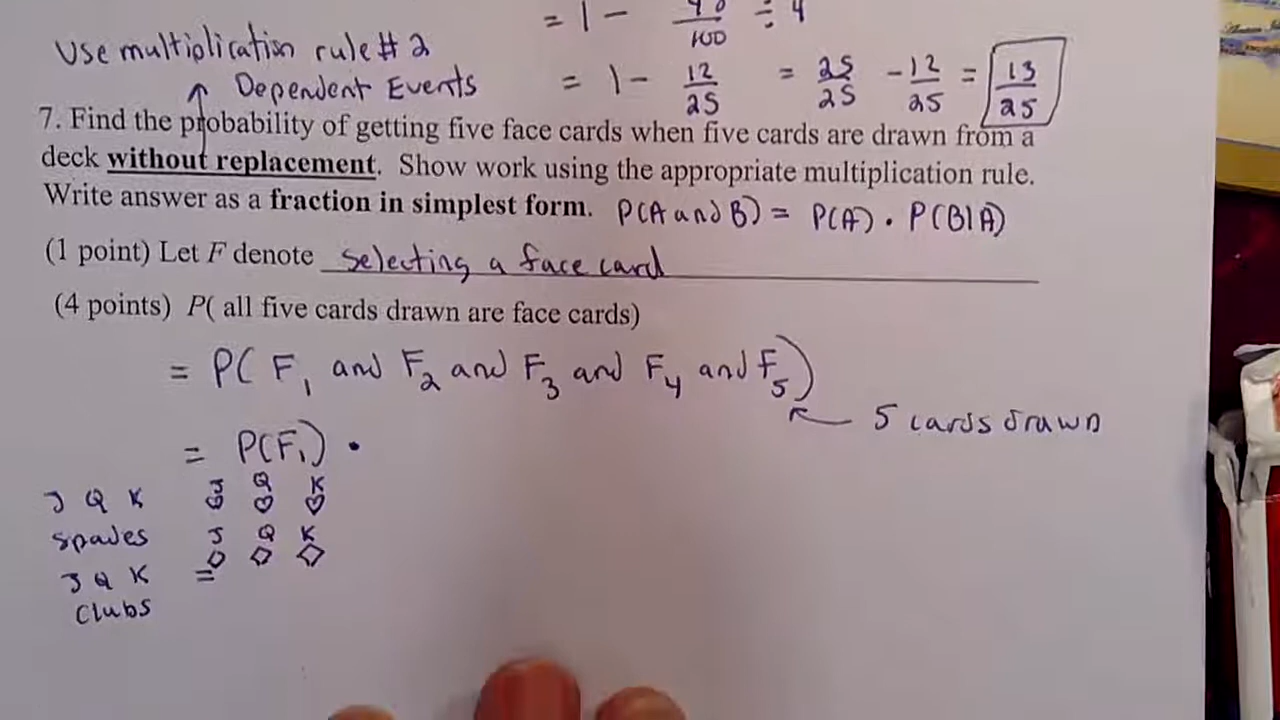 = 1 - 48/100 ÷ 4
Use multiplication rule # 2
Dependent Events
= 1 - 12/25 = 25/25 - 12/25 = 13/25
7. Find the probability of getting five face cards when five cards are drawn from a
deck without replacement. Show work using the appropriate multiplication rule.
Write answer as a fraction in simplest form. P(A and B) = P(A) · P(B|A)
(1 point) Let F denote selecting a face card
(4 points) P( all five cards drawn are face cards)
= P( F₁ and F₂ and F₃ and F₄ and F₅)
5 cards drawn
= P(F₁) ·
J Q K J Q K
♡ ♡ ♡
Spades J Q K
◇ ◇ ◇
J Q K =
Clubs